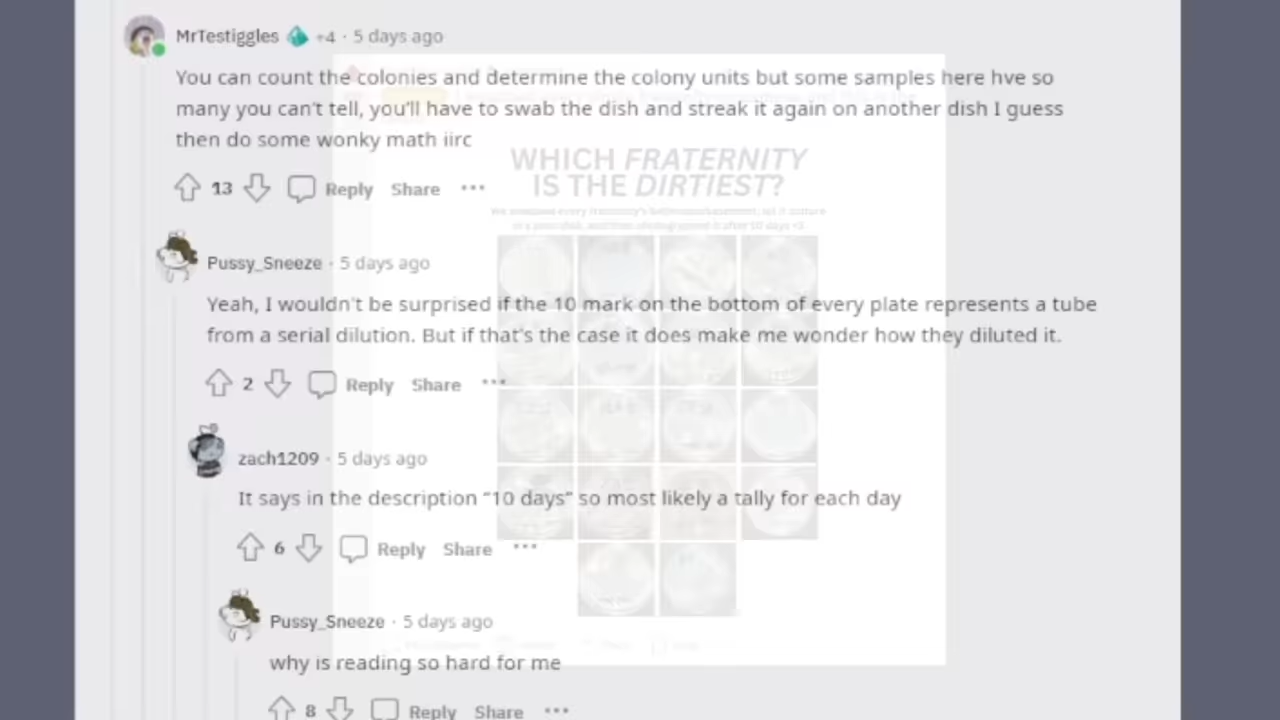 MrTestiggles +4 · 5 days ago
You can count the colonies and determine the colony units but some samples here hve so
many you can't tell, you'll have to swab the dish and streak it again on another dish I guess
then do some wonky math iirc
WHICH FRATERNITY
IS THE DIRTIEST?
13 Reply Share ···
Pussy_Sneeze · 5 days ago
Yeah, I wouldn't be surprised if the 10 mark on the bottom of every plate represents a tube
from a serial dilution. But if that's the case it does make me wonder how they diluted it.
2 Reply Share ···
zach1209 · 5 days ago
It says in the description “10 days” so most likely a tally for each day
6 Reply Share ···
Pussy_Sneeze · 5 days ago
why is reading so hard for me
8 Reply Share ···